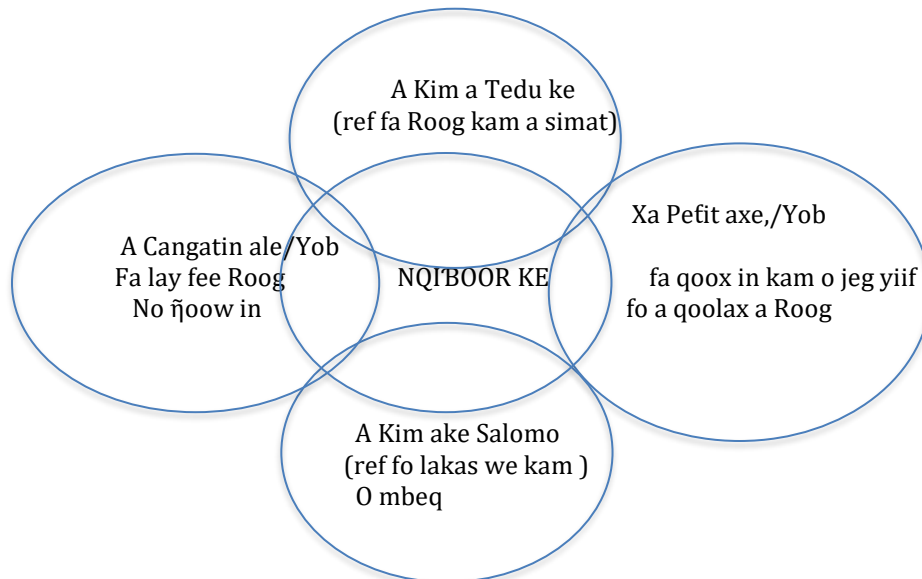 A Kim a Tedu ke
(ref fa Roog kam a simat)
A Cangatin ale/Yob
Fa lay fee Roog
No ñoow in
NQIƁOOR KE
Xa Pefit axe,/Yob
fa qoox in kam o jeg yiif
fo a qoolax a Roog
A Kim ake Salomo
(ref fo lakas we kam )
O mbeq